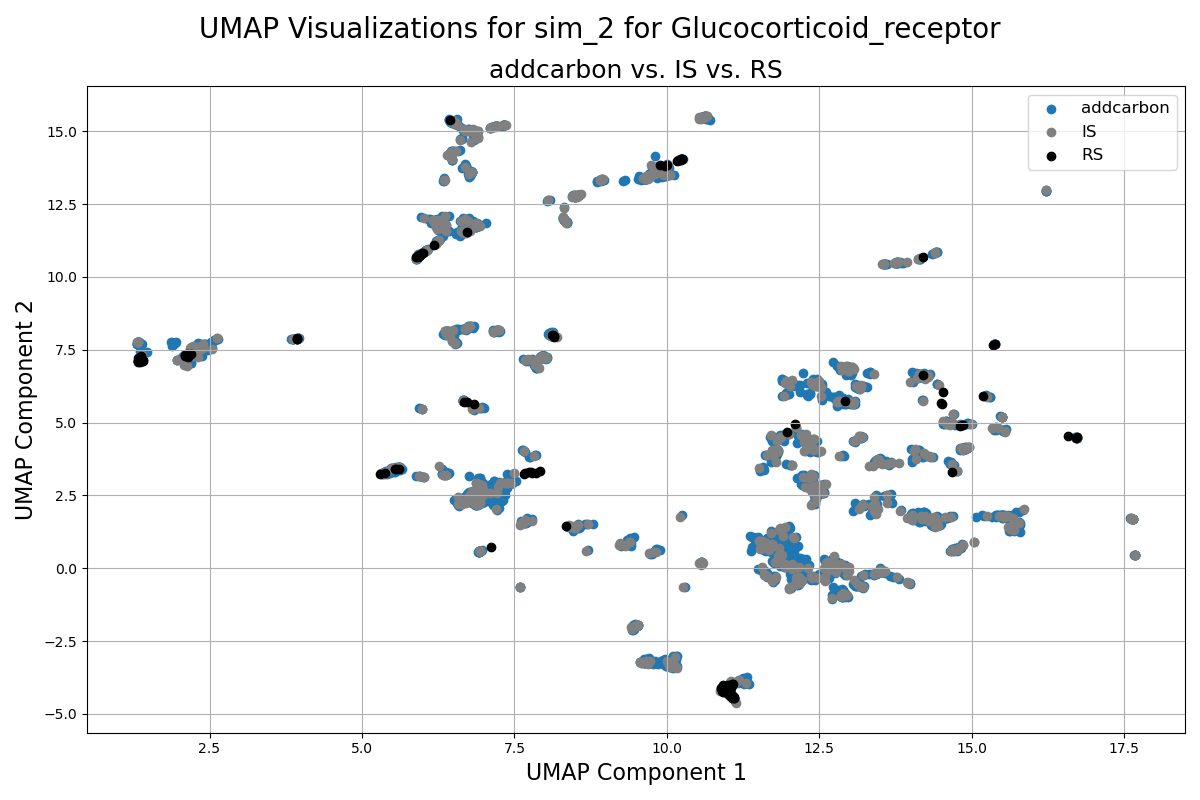 UMAP Visualizations for sim_2 for Glucocorticoid_receptor
addcarbon vs. IS vs. RS
addcarbon
IS
RS
15.0
12.5
10.0
7.5
5.0
2.5
0.0
−2.5
−5.0
UMAP Component 2
2.5
5.0
7.5
10.0
12.5
15.0
17.5
UMAP Component 1